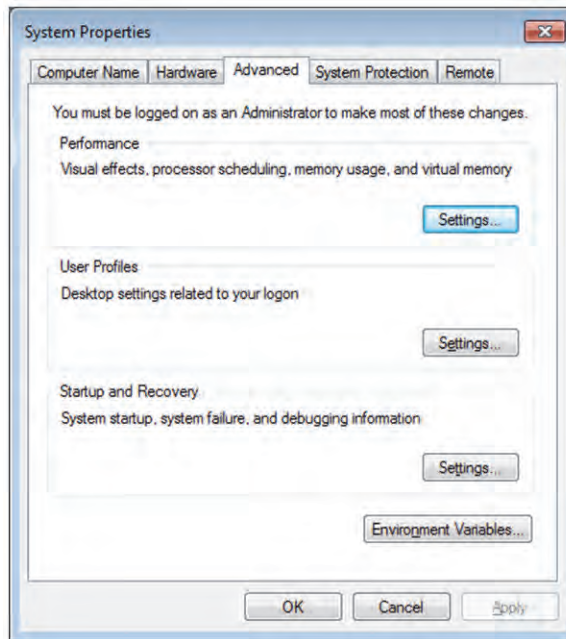 System Properties
Computer Name Hardware Advanced System Protection Remote
You must be logged on as an Administrator to make most of these changes.
Performance
Visual effects, processor scheduling, memory usage, and virtual memory
Settings...
User Profiles
Desktop settings related to your logon
Settings...
Startup and Recovery
System startup, system failure, and debugging information
Settings...
Environment Variables...
OK Cancel Apply